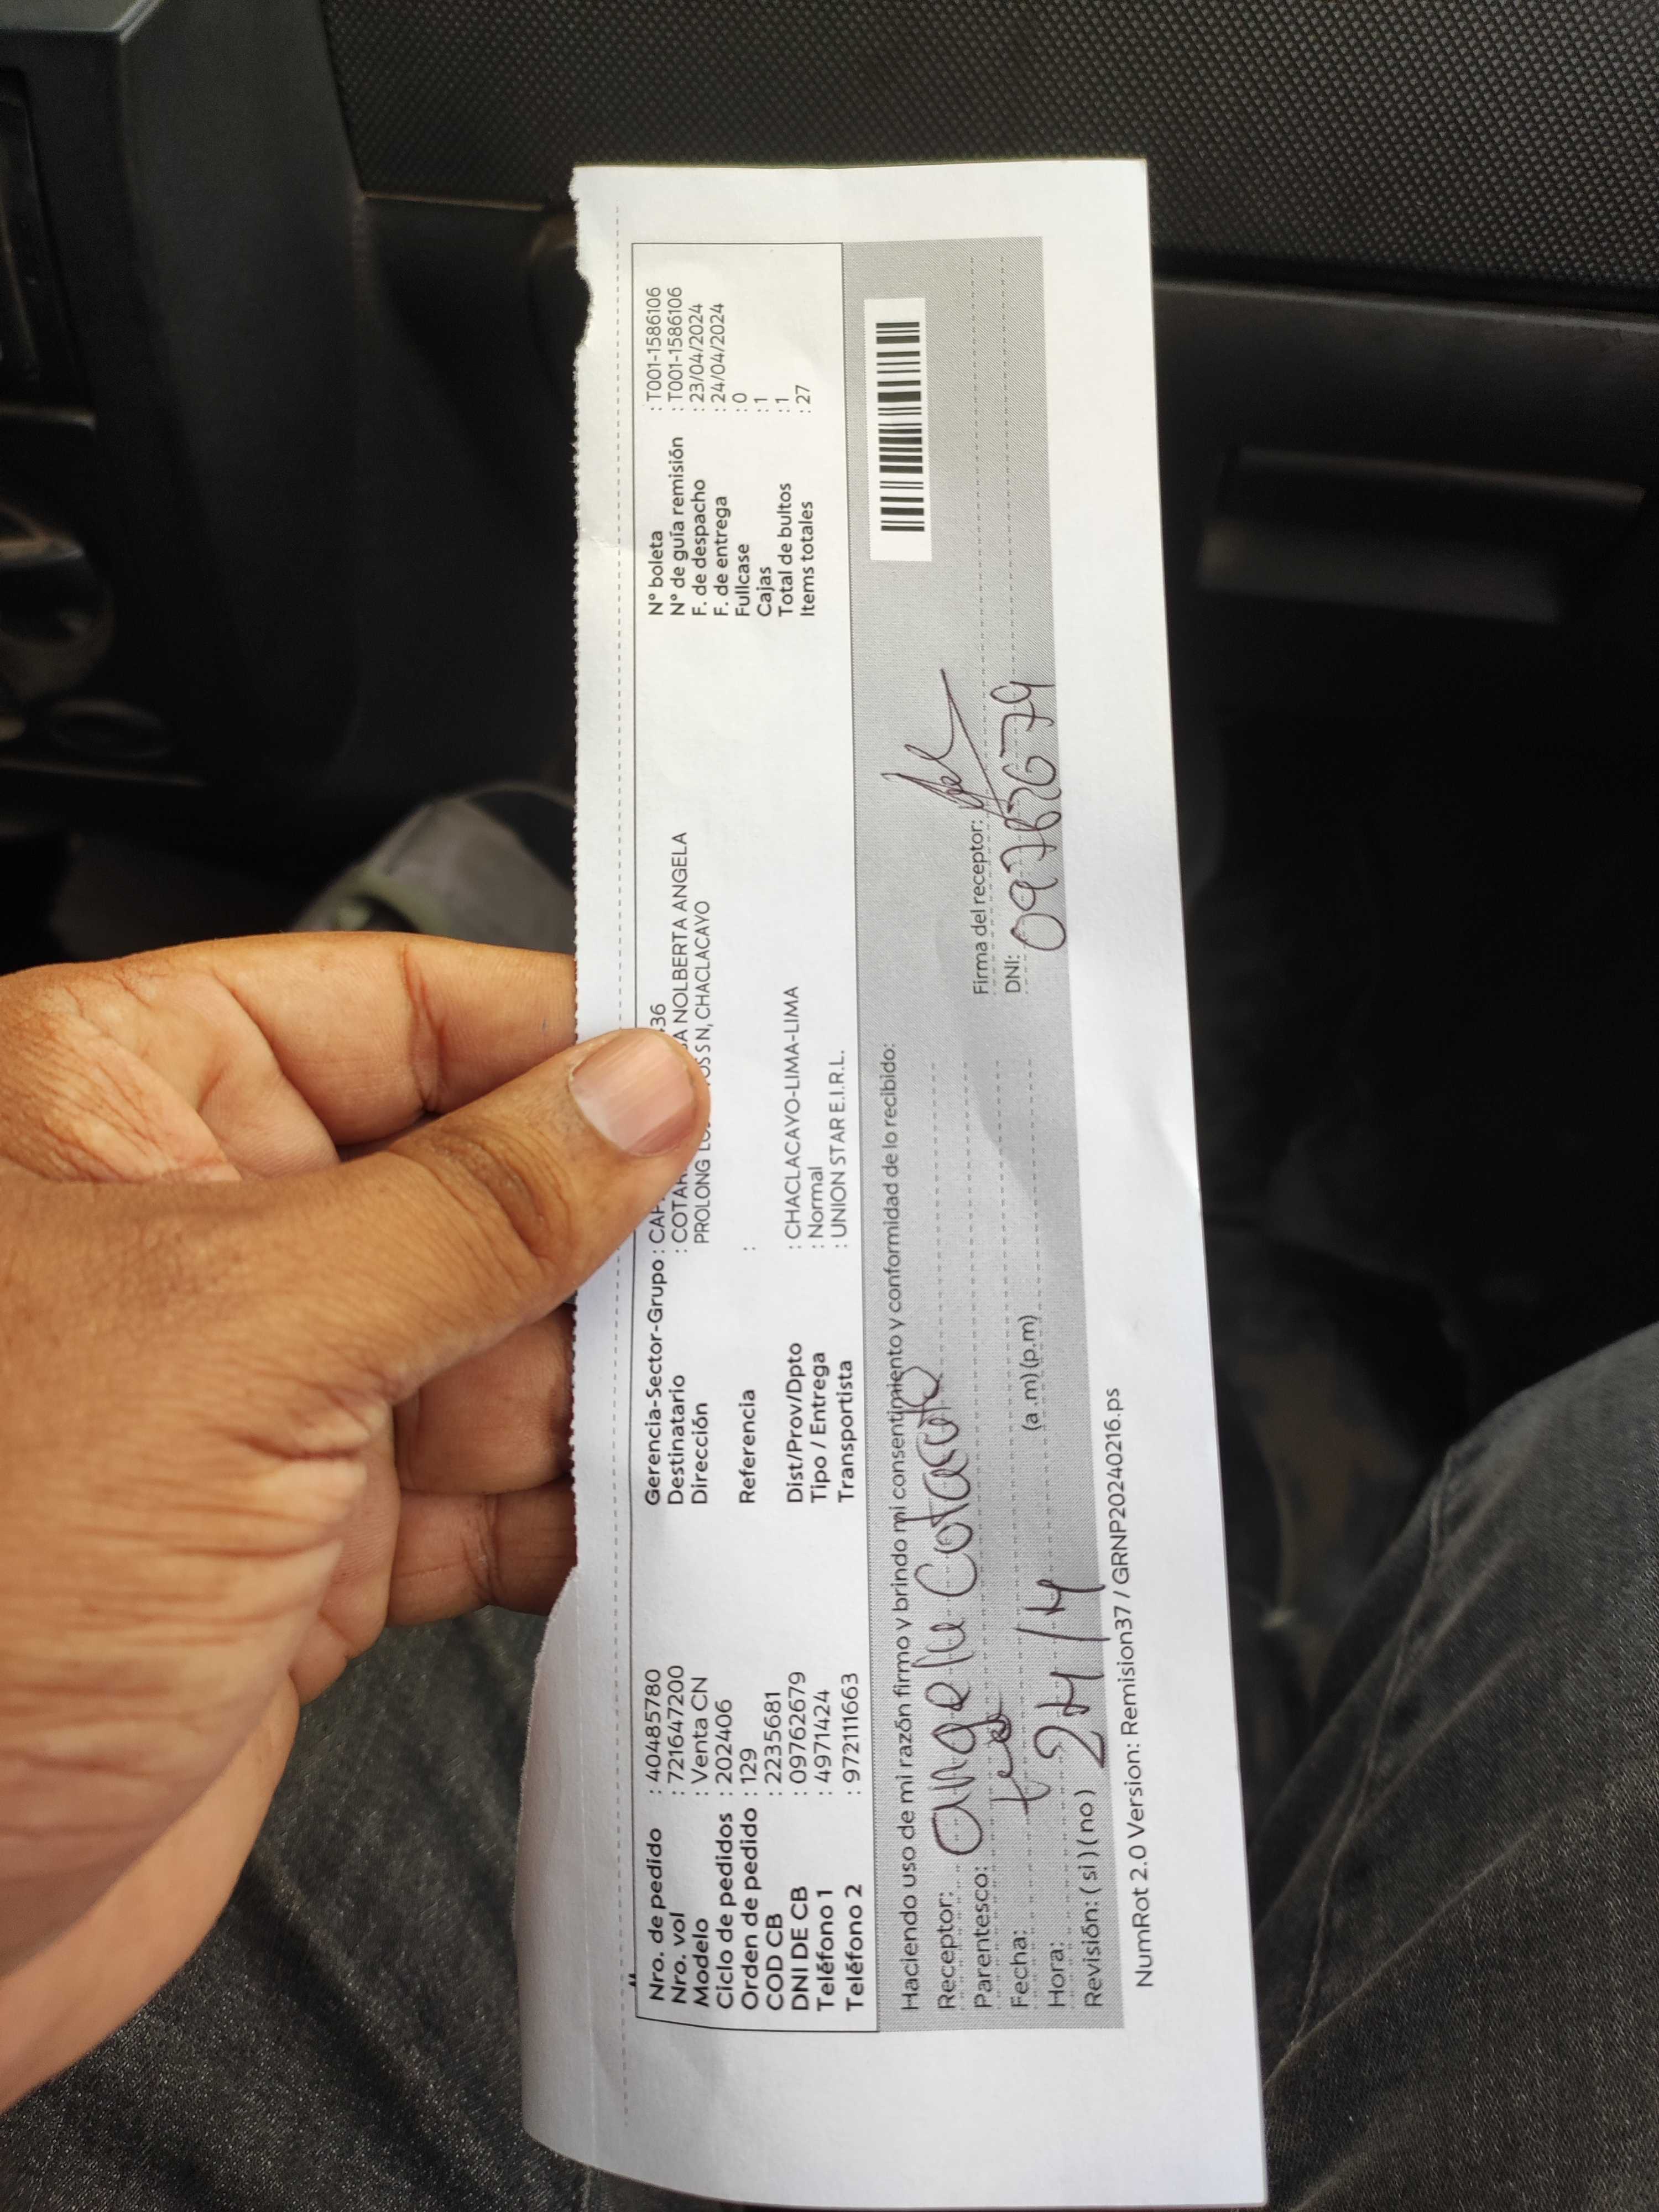 Nro. de pedido : 40485780
Nro. vol : 721647200
Modelo : Venta CN
Ciclo de pedidos : 202406
Orden de pedido : 129
COD CB : 2235681
DNI DE CB : 09762679
Teléfono 1 : 4971424
Teléfono 2 : 972111663
Gerencia-Sector-Grupo : CAP 36
Destinatario : COTAR A NOLBERTA ANGELA
Dirección PROLONG OS S N, CHACLACAYO
Referencia :
Dist/Prov/Dpto : CHACLACAYO-LIMA-LIMA
Tipo / Entrega : Normal
Transportista : UNION STAR E.I.R.L.
N° boleta : T001-1586106
N° de guía remisión : T001-1586106
F. de despacho : 23/04/2024
F. de entrega : 24/04/2024
Fullcase : 0
Cajas : 1
Total de bultos : 1
Items totales : 27
Haciendo uso de mi razón firmo y brindo mi consentimiento y conformidad de lo recibido:
Receptor: Angela
Parentesco:
Fecha: 24/4
Hora: (a .m) (p.m)
Revisión: ( si ) ( no )
Firma del receptor:
DNI: 09762679
NumRot 2.0 Version: Remision37 / GRNP20240216.ps